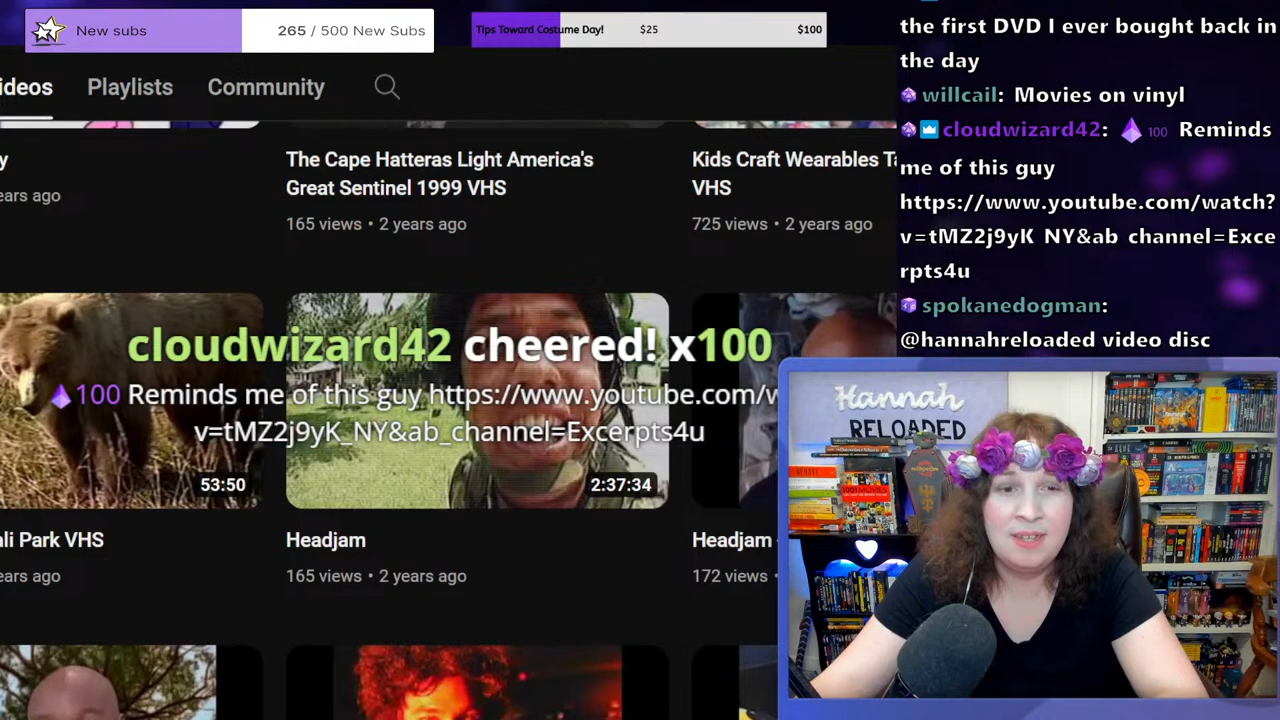 New subs
265 / 500 New Subs
Tips Toward Costume Day!
$25
$100
ideos
Playlists
Community
y
ears ago
The Cape Hatteras Light America's
Great Sentinel 1999 VHS
165 views • 2 years ago
Kids Craft Wearables T
VHS
725 views • 2 years ago
cloudwizard42 cheered! x100
100 Reminds me of this guy https://www.youtube.com/w
v=tMZ2j9yK_NY&ab_channel=Excerpts4u
53:50
2:37:34
ali Park VHS
ears ago
Headjam
165 views • 2 years ago
Headjam
172 views •
the first DVD I ever bought back in
the day
willcail: Movies on vinyl
cloudwizard42: 100 Reminds
me of this guy
https://www.youtube.com/watch?
v=tMZ2j9yK NY&ab channel=Exce
rpts4u
spokanedogman:
@hannahreloaded video disc
Hannah
RELOADED